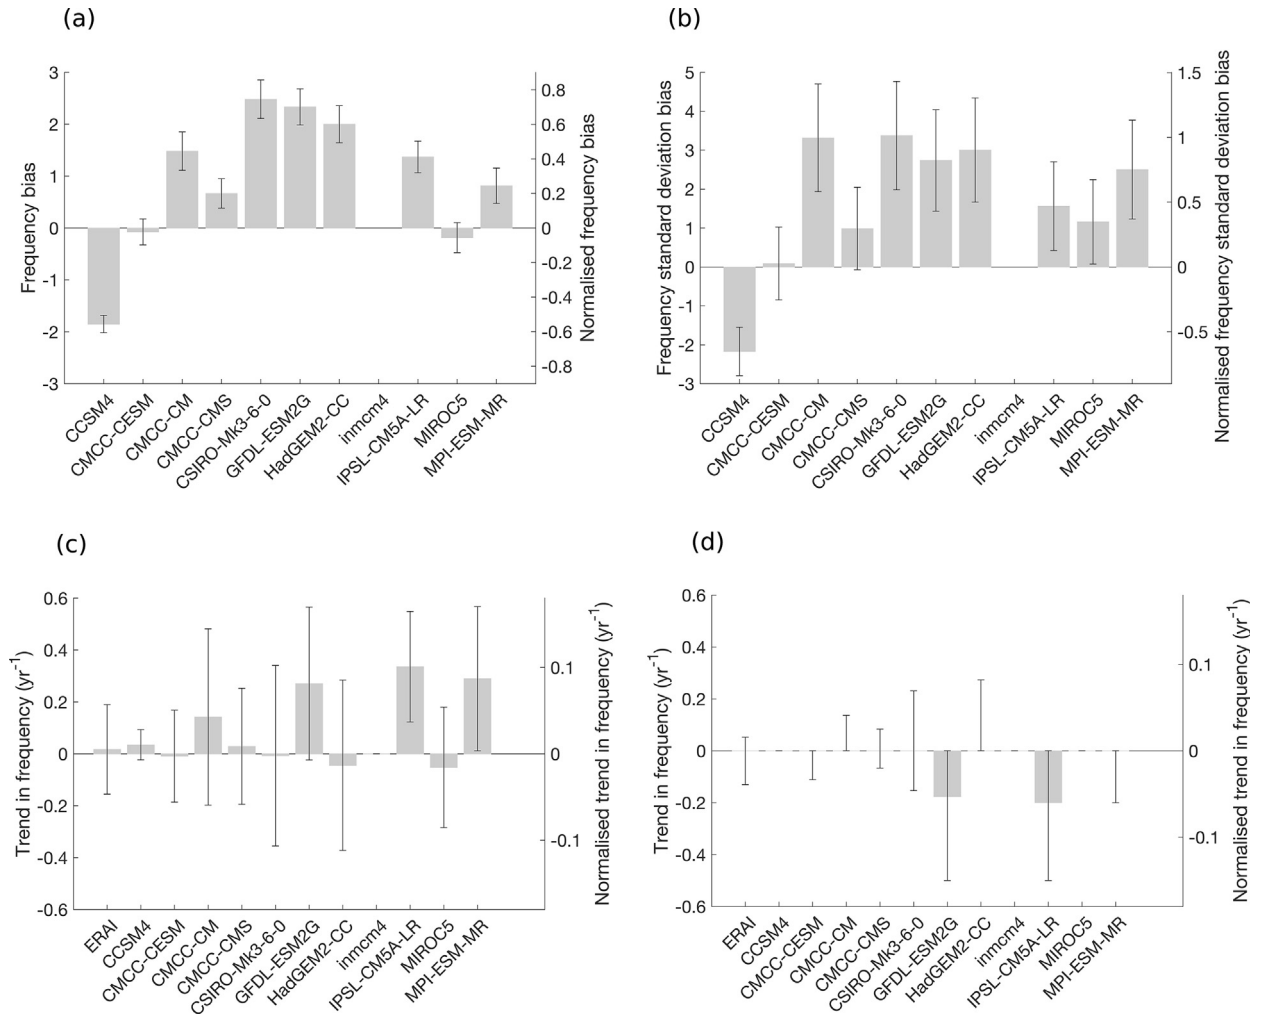 (a)
Frequency bias
3
2
1
0
-1
-2
-3
0.8
0.6
0.4
0.2
0
-0.2
-0.4
-0.6
-0.8
Normalised frequency bias
CCSM4
CMCC-CESM
CMCC-CM
CMCC-CMS
CSIRO-Mk3-6-0
GFDL-ESM2G
HadGEM2-CC
inmcm4
IPSL-CM5A-LR
MIROC5
MPI-ESM-MR
(b)
Frequency standard deviation bias
5
4
3
2
1
0
-1
-2
-3
1.5
1
0.5
0
-0.5
Normalised frequency standard deviation bias
CCSM4
CMCC-CESM
CMCC-CM
CMCC-CMS
CSIRO-Mk3-6-0
GFDL-ESM2G
HadGEM2-CC
inmcm4
IPSL-CM5A-LR
MIROC5
MPI-ESM-MR
(c)
Trend in frequency (yr⁻¹)
0.6
0.4
0.2
0
-0.2
-0.4
-0.6
0.1
0
-0.1
Normalised trend in frequency (yr⁻¹)
ERAI
CCSM4
CMCC-CESM
CMCC-CM
CMCC-CMS
CSIRO-Mk3-6-0
GFDL-ESM2G
HadGEM2-CC
inmcm4
IPSL-CM5A-LR
MIROC5
MPI-ESM-MR
(d)
Trend in frequency (yr⁻¹)
0.6
0.4
0.2
0
-0.2
-0.4
-0.6
0.1
0
-0.1
Normalised trend in frequency (yr⁻¹)
ERAI
CCSM4
CMCC-CESM
CMCC-CM
CMCC-CMS
CSIRO-Mk3-6-0
GFDL-ESM2G
HadGEM2-CC
inmcm4
IPSL-CM5A-LR
MIROC5
MPI-ESM-MR